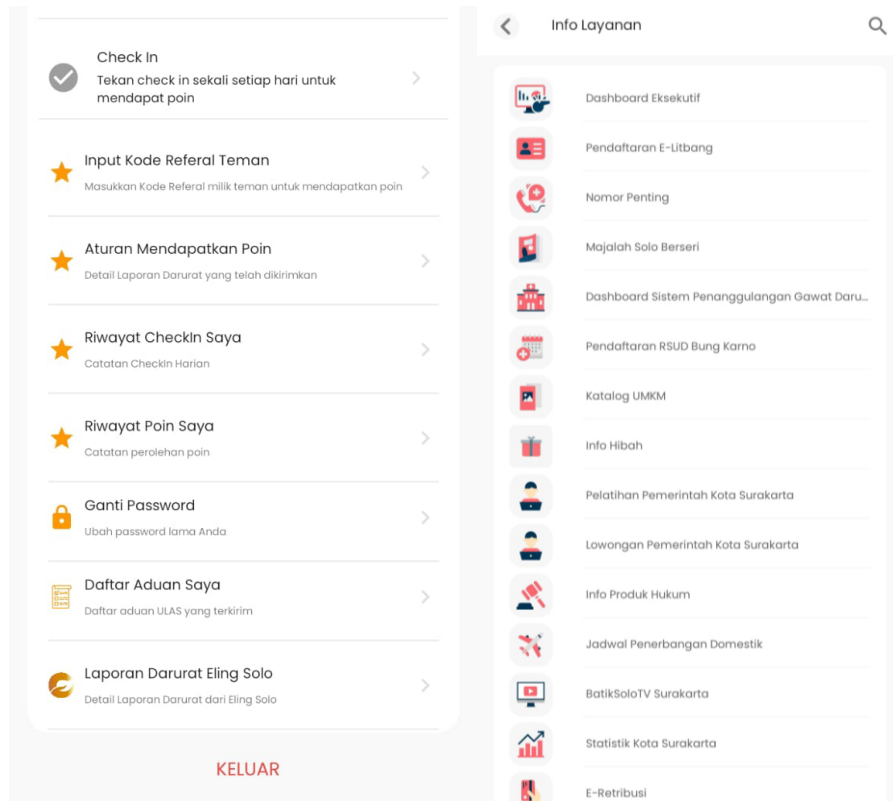 Check In
Tekan check in sekali setiap hari untuk
mendapat poin
Input Kode Referal Teman
Masukkan Kode Referal milik teman untuk mendapatkan poin
Aturan Mendapatkan Poin
Detail Laporan Darurat yang telah dikirimkan
Riwayat CheckIn Saya
Catatan CheckIn Harian
Riwayat Poin Saya
Catatan perolehan poin
Ganti Password
Ubah password lama Anda
Daftar Aduan Saya
Daftar aduan ULAS yang terkirim
Laporan Darurat Eling Solo
Detail Laporan Darurat dari Eling Solo
KELUAR
Info Layanan
Dashboard Eksekutif
Pendaftaran E-Litbang
Nomor Penting
Majalah Solo Berseri
Dashboard Sistem Penanggulangan Gawat Daru...
Pendaftaran RSUD Bung Karno
Katalog UMKM
Info Hibah
Pelatihan Pemerintah Kota Surakarta
Lowongan Pemerintah Kota Surakarta
Info Produk Hukum
Jadwal Penerbangan Domestik
BatikSoloTV Surakarta
Statistik Kota Surakarta
E-Retribusi